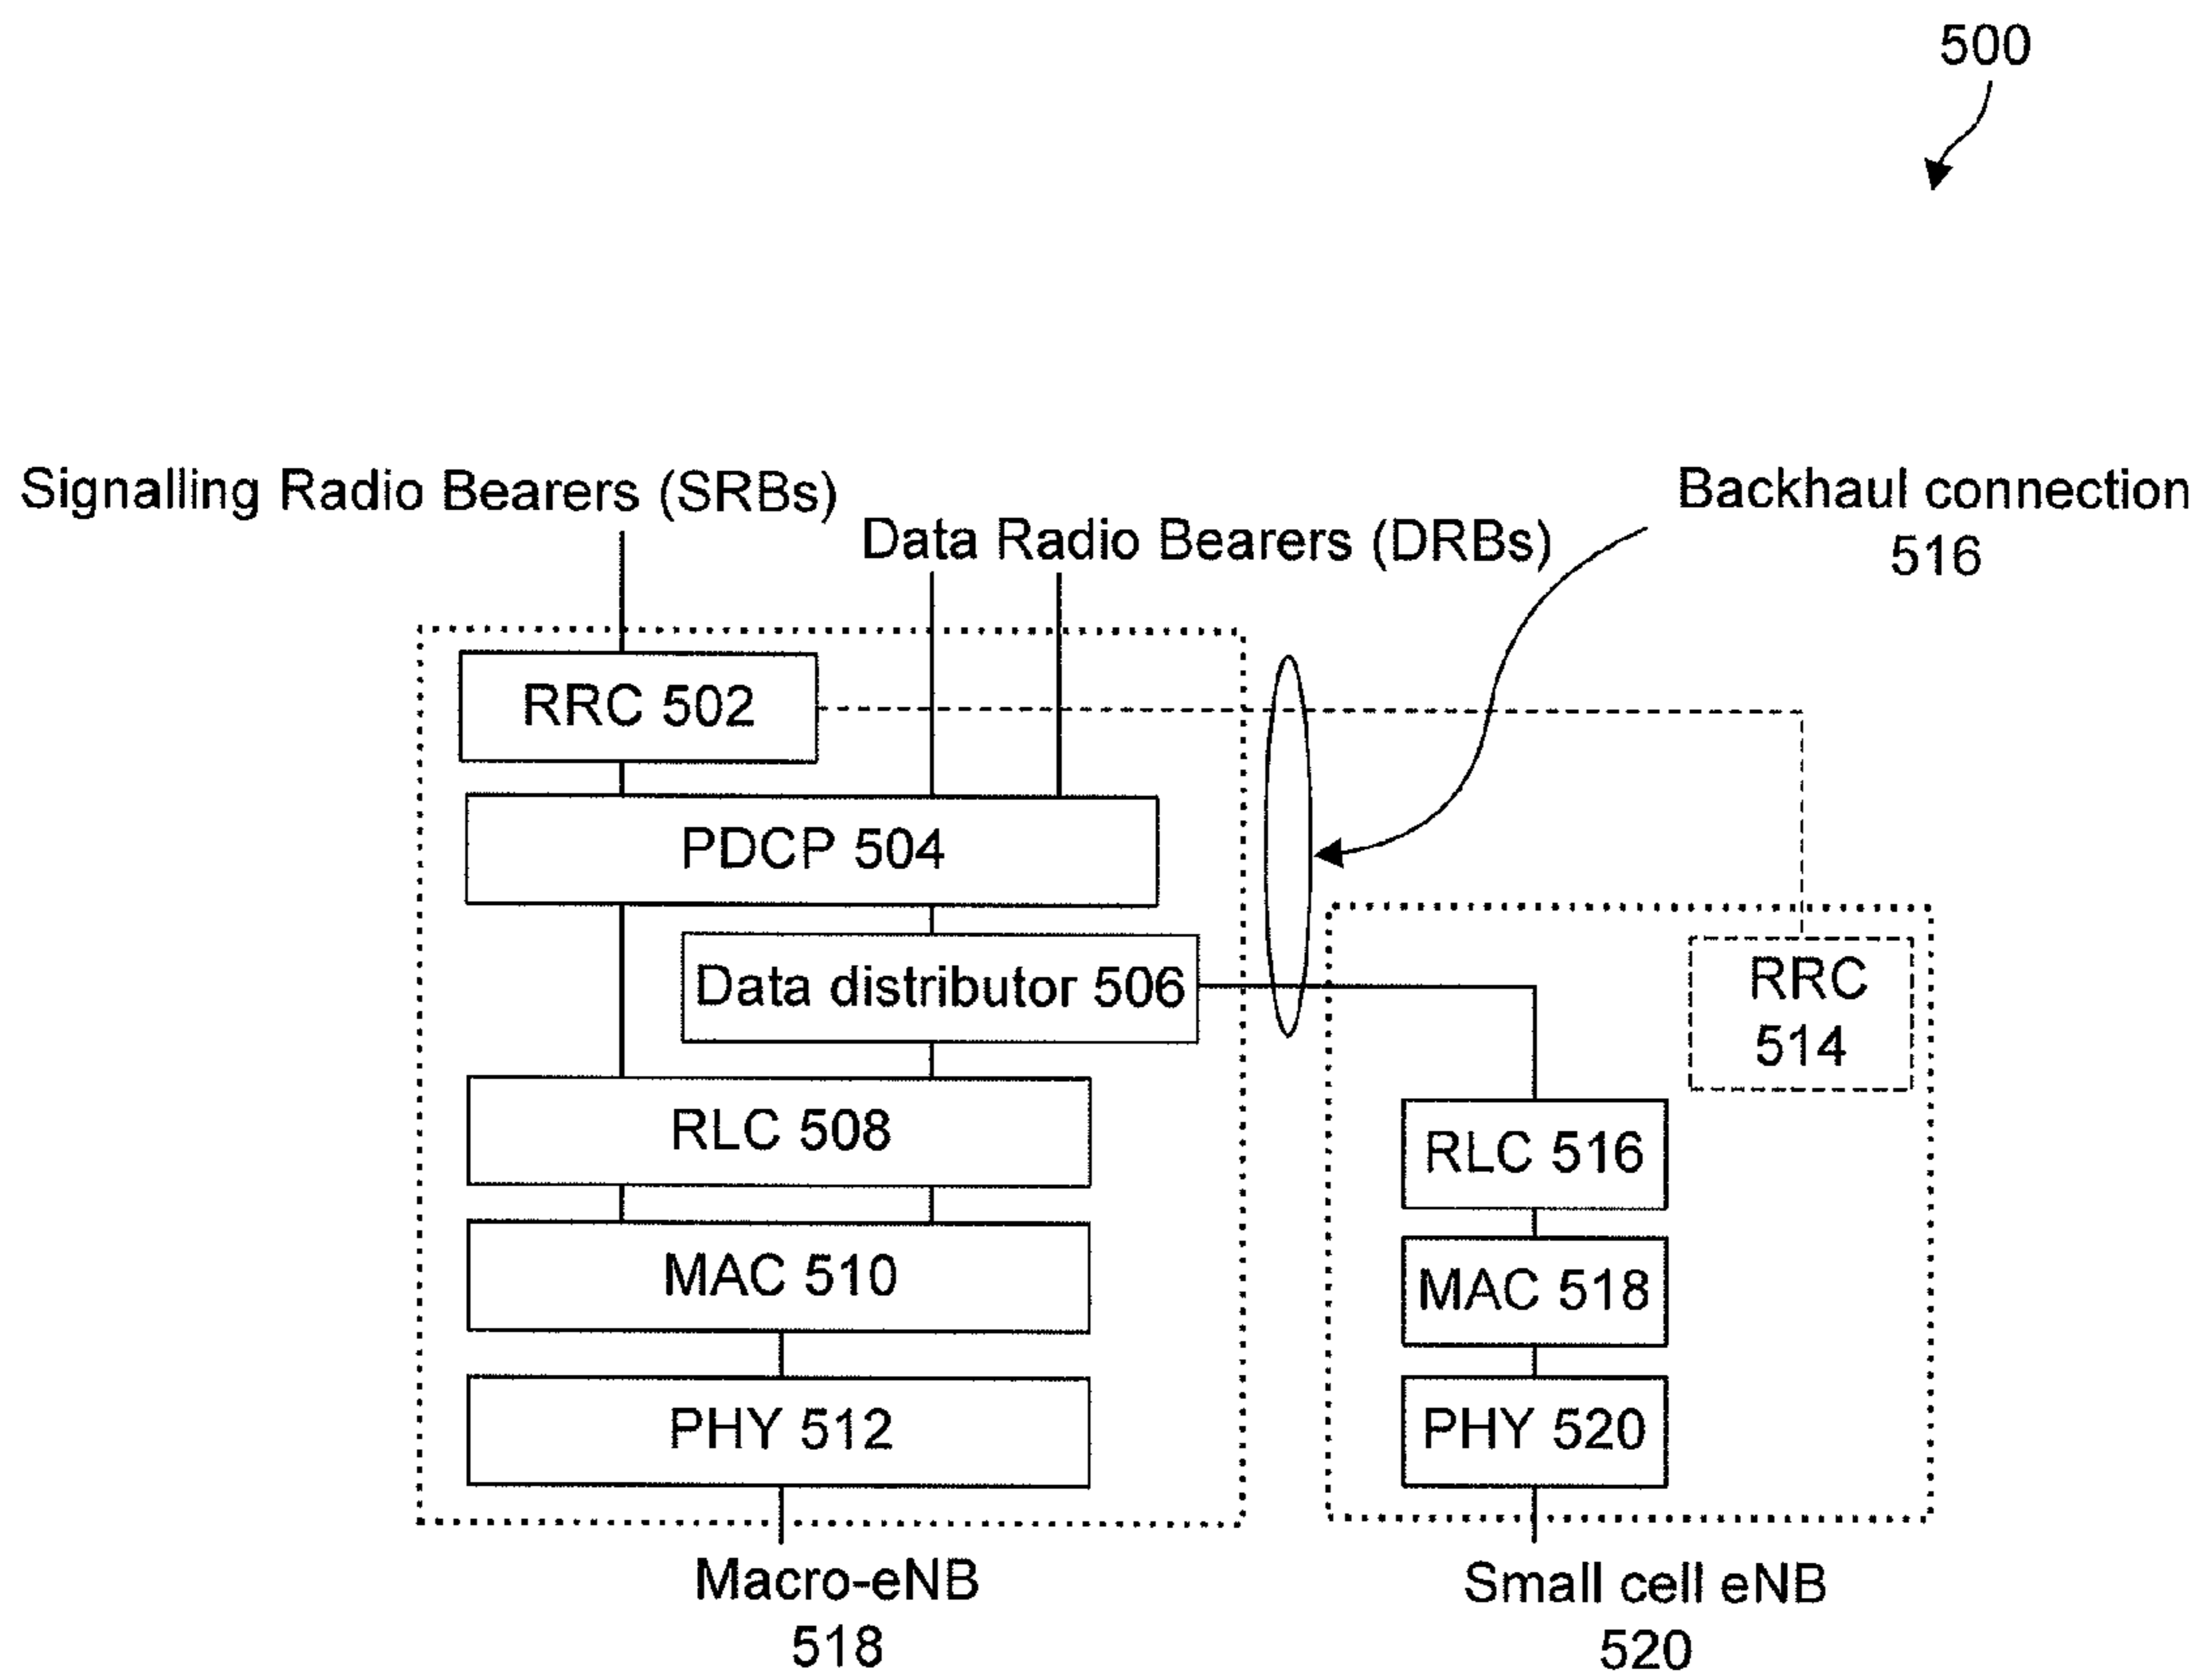 500
Signalling Radio Bearers (SRBs)
Data Radio Bearers (DRBs)
Backhaul connection
516
RRC 502
PDCP 504
Data distributor 506
RLC 508
MAC 510
PHY 512
RRC
514
RLC 516
MAC 518
PHY 520
Macro-eNB
518
Small cell eNB
520